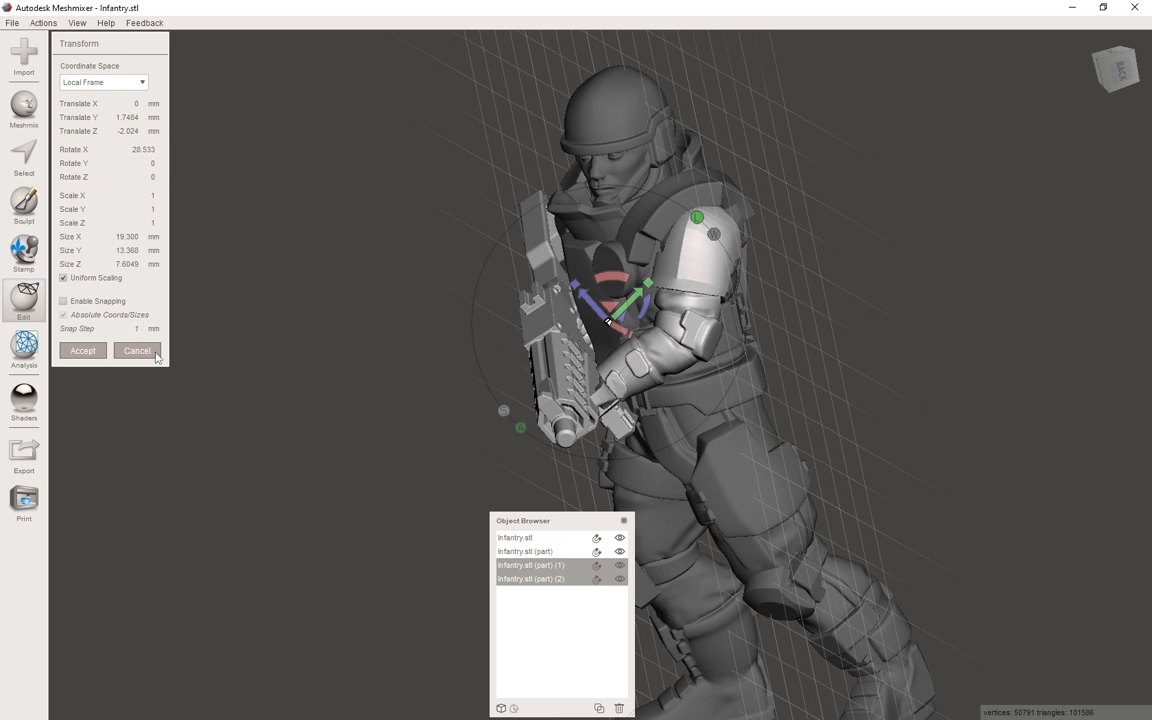 Autodesk Meshmixer - Infantry.stl
File Actions View Help Feedback
Import
Meshmix
Select
Sculpt
Stamp
Edit
Analysis
Shaders
Export
Print
Transform
Coordinate Space
Local Frame
Translate X 0 mm
Translate Y 1.7484 mm
Translate Z -2.024 mm
Rotate X 28.533
Rotate Y 0
Rotate Z 0
Scale X 1
Scale Y 1
Scale Z 1
Size X 19.300 mm
Size Y 13.368 mm
Size Z 7.6049 mm
Uniform Scaling
Enable Snapping
Absolute Coords/Sizes
Snap Step 1 mm
Accept Cancel
BACK
L
W
S
A
Object Browser
Infantry.stl
Infantry.stl (part)
Infantry.stl (part) (1)
Infantry.stl (part) (2)
vertices: 50791 triangles: 101586